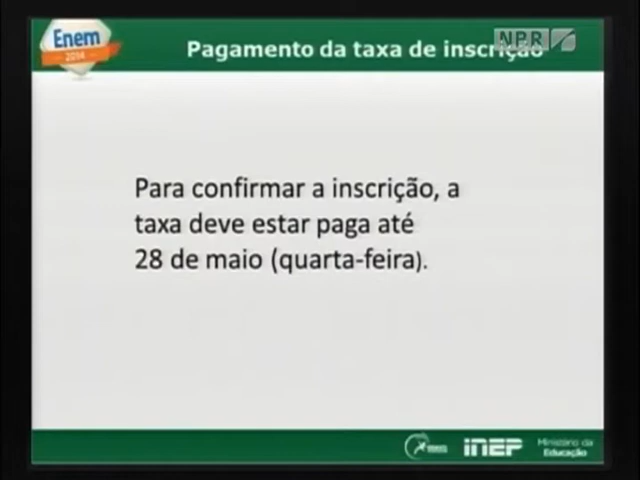 Enem
2014
Pagamento da taxa de inscrição
NPR
Para confirmar a inscrição, a
taxa deve estar paga até
28 de maio (quarta-feira).
INEP
Ministério da
Educação